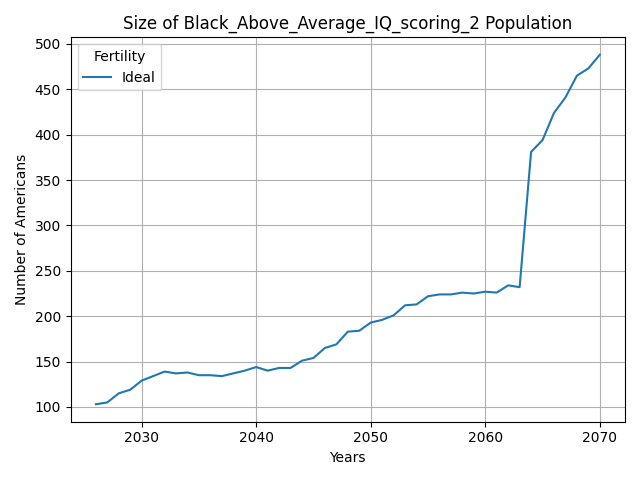 Size of Black_Above_Average_IQ_scoring_2 Population
Fertility
Ideal
Number of Americans
500
450
400
350
300
250
200
150
100
2030 2040 2050 2060 2070
Years